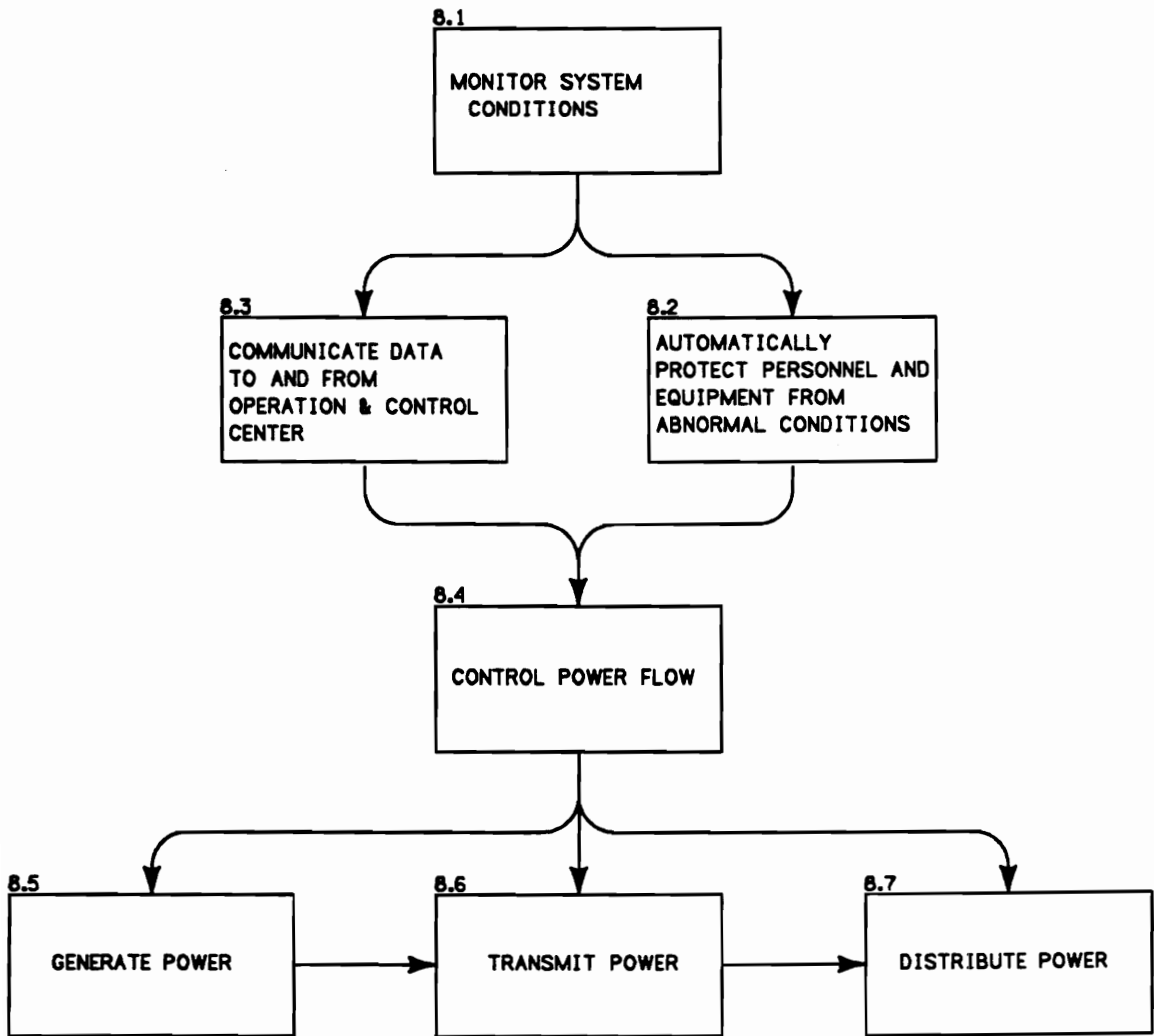 8.1
MONITOR SYSTEM
CONDITIONS
8.3
COMMUNICATE DATA
TO AND FROM
OPERATION & CONTROL
CENTER
8.2
AUTOMATICALLY
PROTECT PERSONNEL AND
EQUIPMENT FROM
ABNORMAL CONDITIONS
8.4
CONTROL POWER FLOW
8.5
GENERATE POWER
8.6
TRANSMIT POWER
8.7
DISTRIBUTE POWER